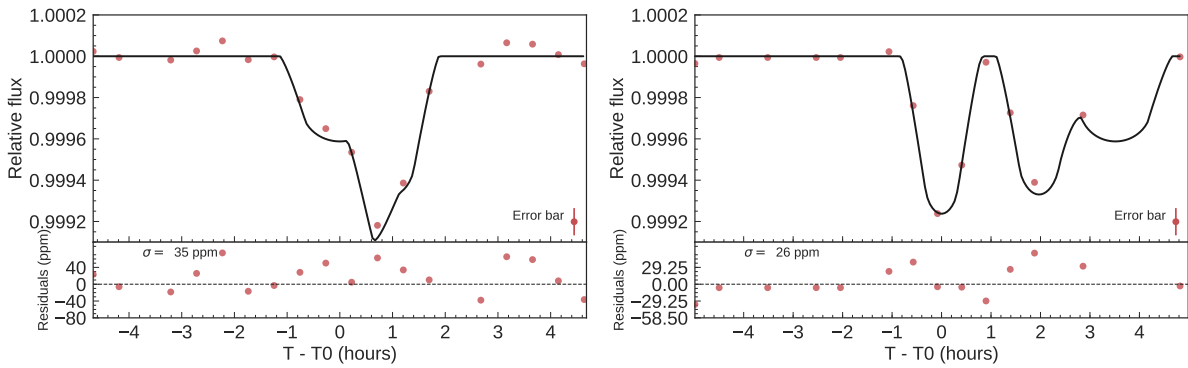 1.0002
1.0000
0.9998
0.9996
0.9994
0.9992
Relative flux
Error bar
σ = 35 ppm
40
0
−40
−80
Residuals (ppm)
−4 −3 −2 −1 0 1 2 3 4
T - T0 (hours)
1.0002
1.0000
0.9998
0.9996
0.9994
0.9992
Relative flux
Error bar
σ = 26 ppm
29.25
0.00
−29.25
−58.50
Residuals (ppm)
−4 −3 −2 −1 0 1 2 3 4
T - T0 (hours)